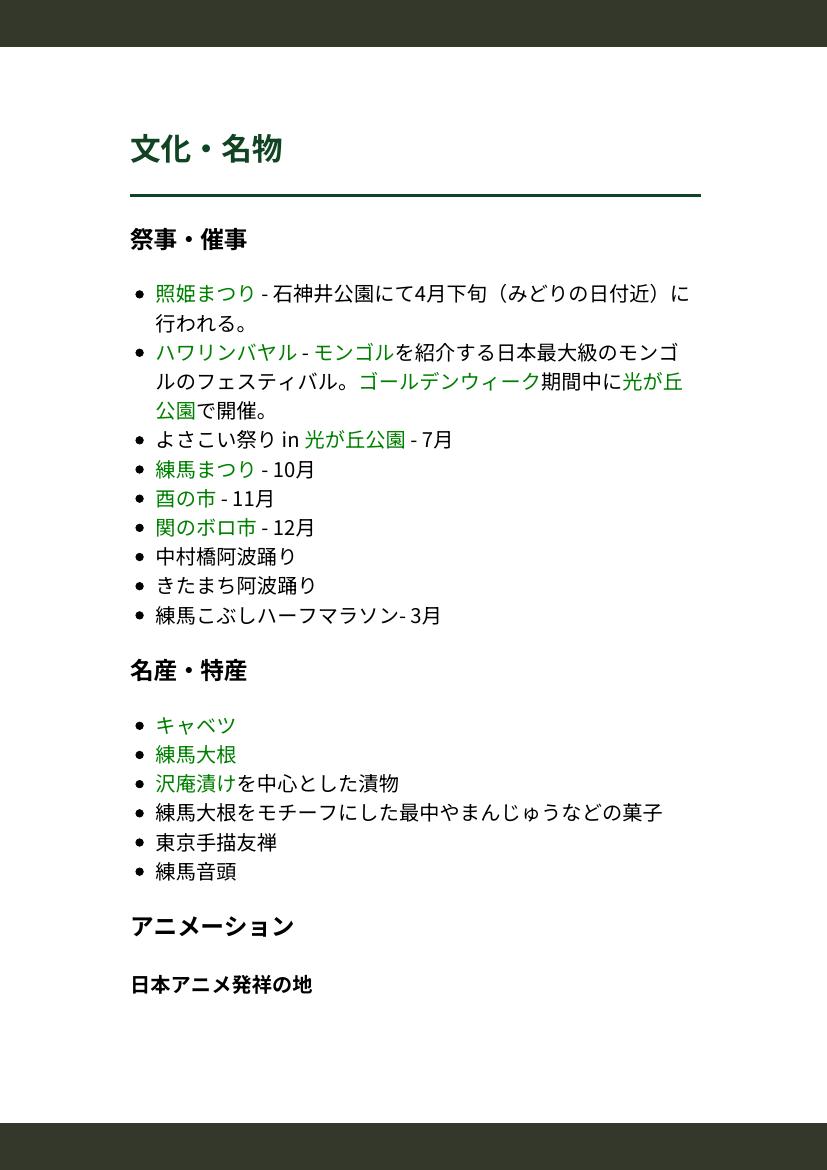 文化・名物
祭事・催事
照姫まつり - 石神井公園にて4月下旬（みどりの日付近）に
行われる。
ハワリンバヤル - モンゴルを紹介する日本最大級のモンゴ
ルのフェスティバル。ゴールデンウィーク期間中に光が丘
公園で開催。
よさこい祭り in 光が丘公園 - 7月
練馬まつり - 10月
酉の市 - 11月
関のボロ市 - 12月
中村橋阿波踊り
きたまち阿波踊り
練馬こぶしハーフマラソン- 3月
名産・特産
キャベツ
練馬大根
沢庵漬けを中心とした漬物
練馬大根をモチーフにした最中やまんじゅうなどの菓子
東京手描友禅
練馬音頭
アニメーション
日本アニメ発祥の地